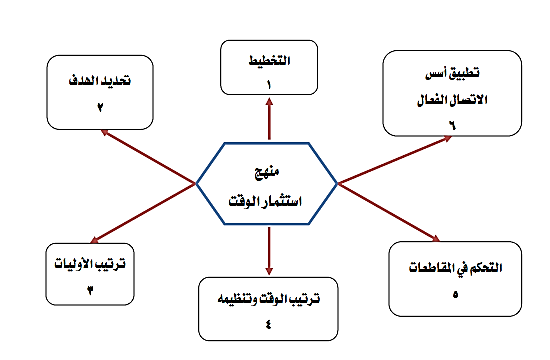 منهج
استثمار الوقت
التخطيط
١
تحديد الهدف
٢
ترتيب الأوليات
٣
ترتيب الوقت وتنظيمه
٤
التحكم في المقاطعات
٥
تطبيق أسس
الاتصال الفعال
٦